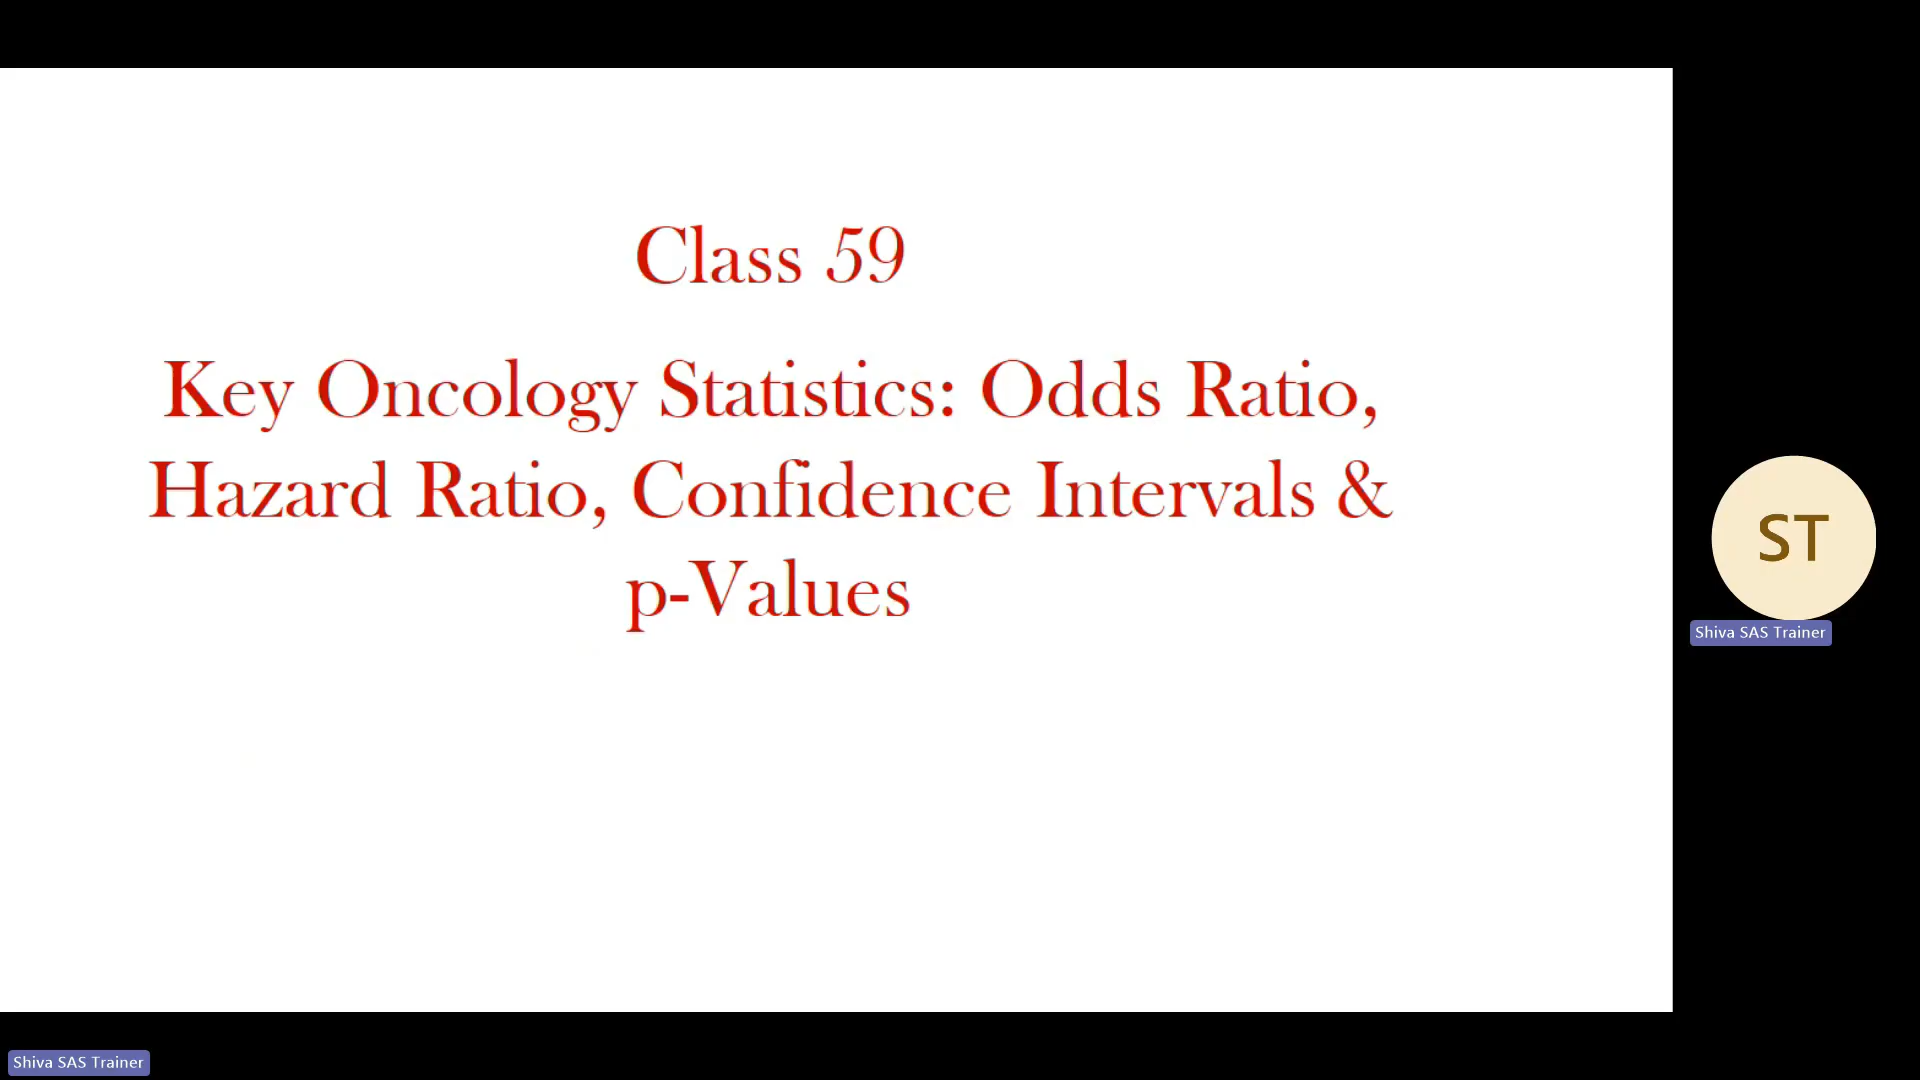 Class 59
Key Oncology Statistics: Odds Ratio,
Hazard Ratio, Confidence Intervals &
p-Values
ST
Shiva SAS Trainer
Shiva SAS Trainer